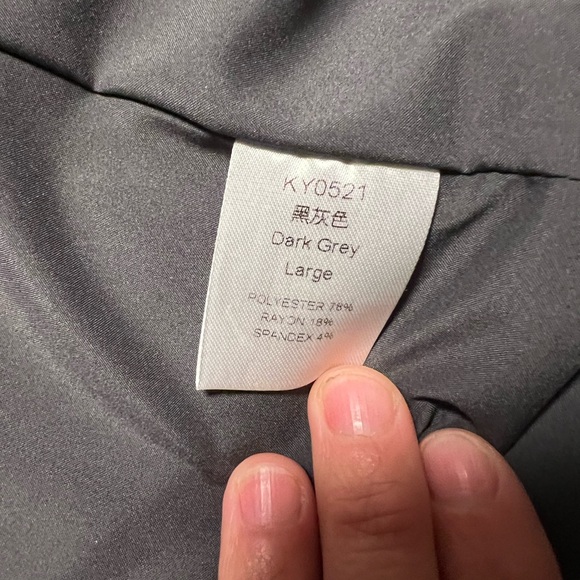 KY0521
黑灰色
Dark Grey
Large
POLYESTER 78%
RAYON 18%
SPANDEX 4%